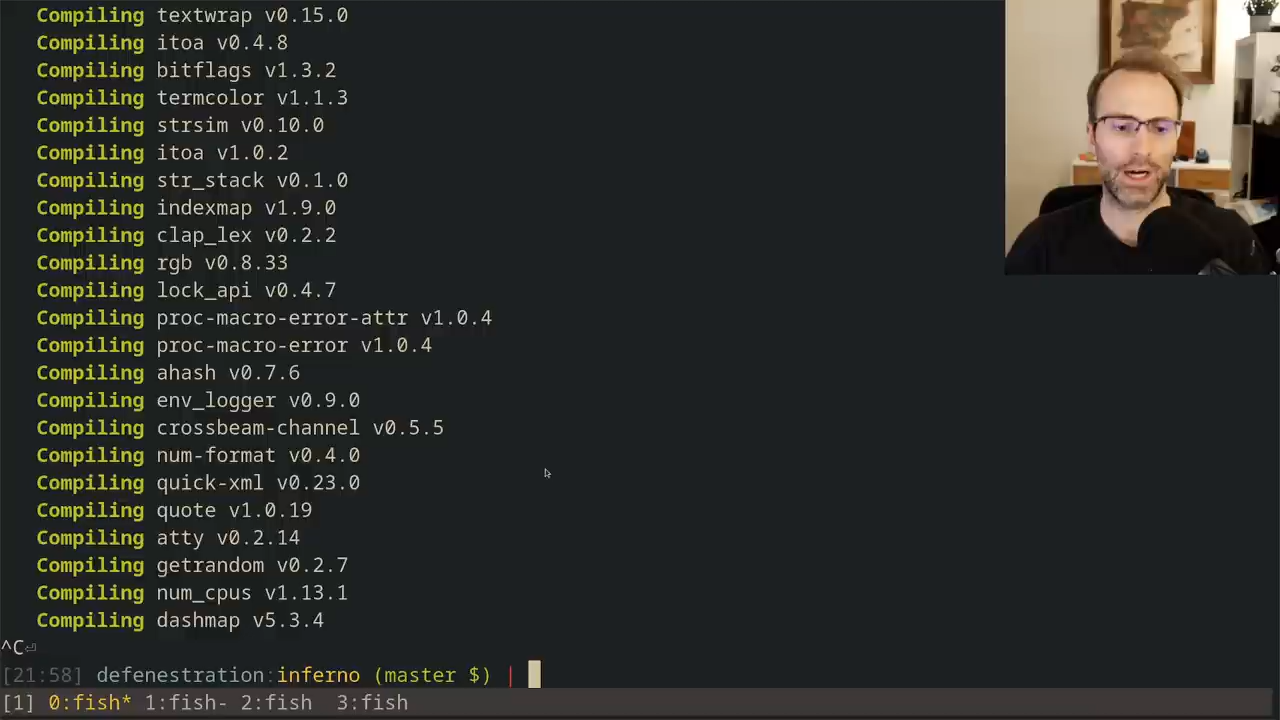 Compiling textwrap v0.15.0
Compiling itoa v0.4.8
Compiling bitflags v1.3.2
Compiling termcolor v1.1.3
Compiling strsim v0.10.0
Compiling itoa v1.0.2
Compiling str_stack v0.1.0
Compiling indexmap v1.9.0
Compiling clap_lex v0.2.2
Compiling rgb v0.8.33
Compiling lock_api v0.4.7
Compiling proc-macro-error-attr v1.0.4
Compiling proc-macro-error v1.0.4
Compiling ahash v0.7.6
Compiling env_logger v0.9.0
Compiling crossbeam-channel v0.5.5
Compiling num-format v0.4.0
Compiling quick-xml v0.23.0
Compiling quote v1.0.19
Compiling atty v0.2.14
Compiling getrandom v0.2.7
Compiling num_cpus v1.13.1
Compiling dashmap v5.3.4
^C⏎
[21:58] defenestration:inferno (master $) |
[1] 0:fish* 1:fish- 2:fish 3:fish